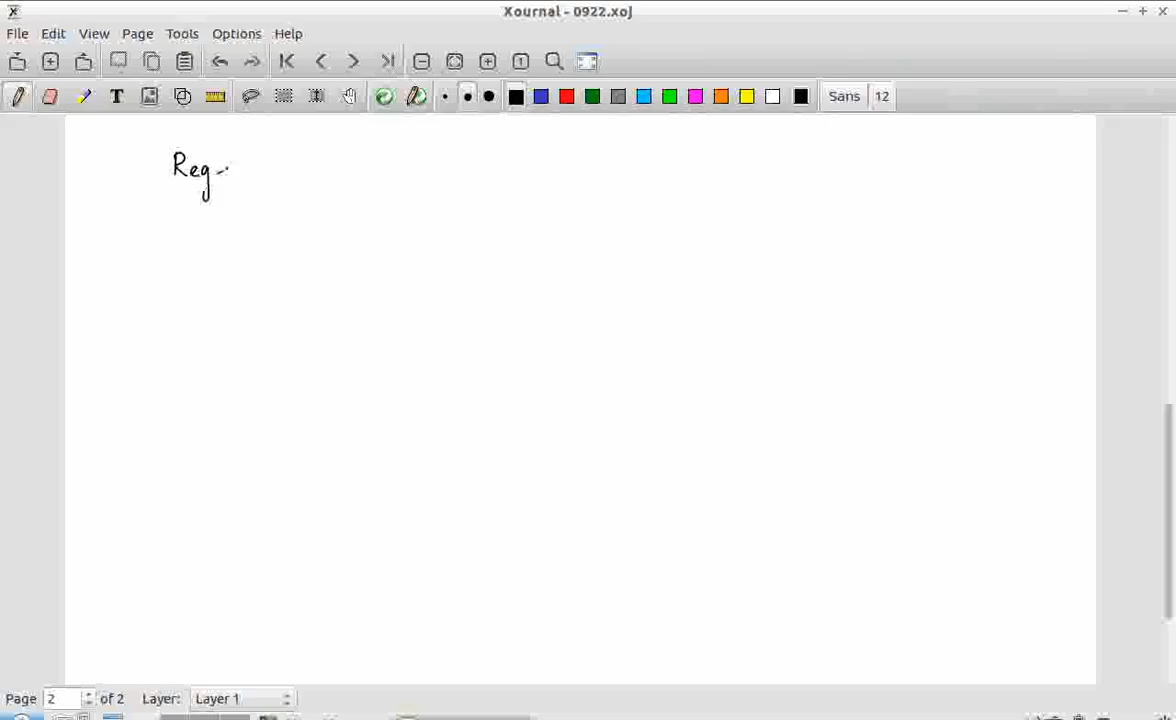 Xournal - 0922.xoj
File Edit View Page Tools Options Help
Sans 12
Reg
Page 2 of 2 Layer: Layer 1